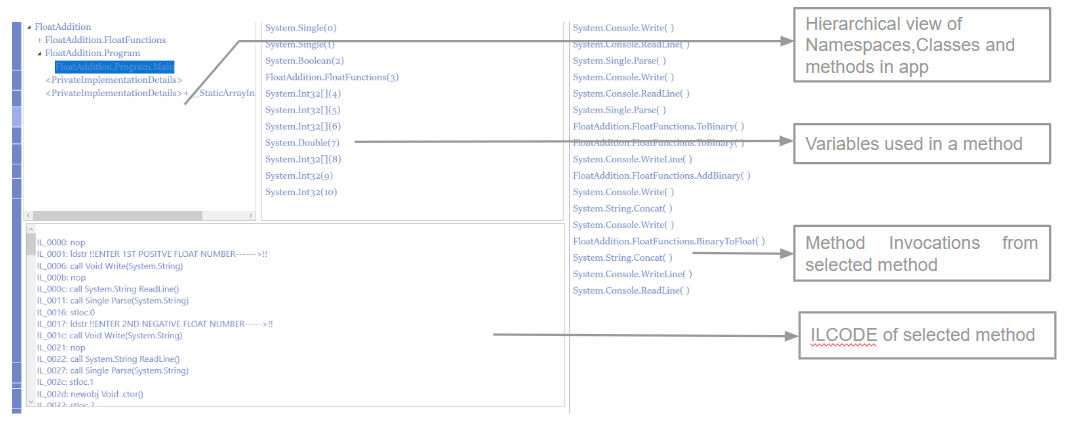 FloatAddition
FloatAddition.FloatFunctions
FloatAddition.Program
FloatAddition.Program.Main
<PrivateImplementationDetails>
<PrivateImplementationDetails>+__StaticArrayIn
System.Single(0)
System.Single(1)
System.Boolean(2)
FloatAddition.FloatFunctions(3)
System.Int32[](4)
System.Int32[](5)
System.Int32[](6)
System.Double(7)
System.Int32[](8)
System.Int32(9)
System.Int32(10)
System.Console.Write( )
System.Console.ReadLine( )
System.Single.Parse( )
System.Console.Write( )
System.Console.ReadLine( )
System.Single.Parse( )
FloatAddition.FloatFunctions.ToBinary( )
FloatAddition.FloatFunctions.ToBinary( )
System.Console.WriteLine( )
FloatAddition.FloatFunctions.AddBinary( )
System.Console.Write( )
System.String.Concat( )
System.Console.Write( )
FloatAddition.FloatFunctions.BinaryToFloat( )
System.String.Concat( )
System.Console.WriteLine( )
System.Console.ReadLine( )
IL_0000: nop
IL_0001: ldstr !!ENTER 1ST POSITVE FLOAT NUMBER------>!!
IL_0006: call Void Write(System.String)
IL_000b: nop
IL_000c: call System.String ReadLine()
IL_0011: call Single Parse(System.String)
IL_0016: stloc.0
IL_0017: ldstr !!ENTER 2ND NEGATIVE FLOAT NUMBER----->!!
IL_001c: call Void Write(System.String)
IL_0021: nop
IL_0022: call System.String ReadLine()
IL_0027: call Single Parse(System.String)
IL_002c: stloc.1
IL_002d: newobj Void .ctor()
IL_0032: stloc.2
Hierarchical view of
Namespaces,Classes and
methods in app
Variables used in a method
Method Invocations from
selected method
ILCODE of selected method